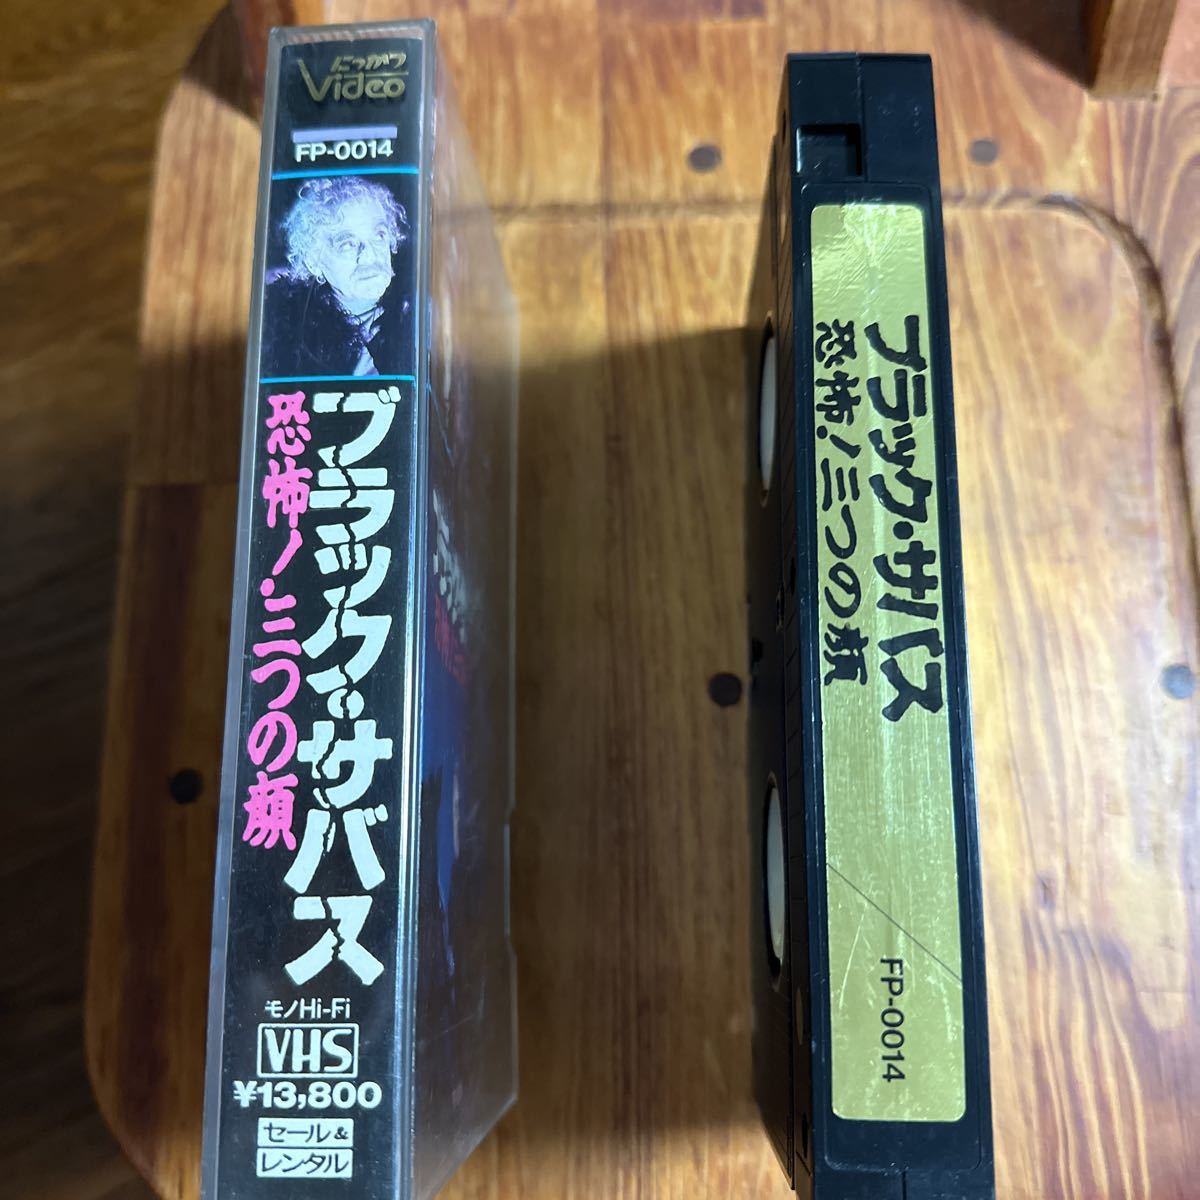 にっかつ
Video
FP-0014
ブラック・サバス
恐怖!三つの顔
モノHi-Fi
VHS
¥13,800
セール&
レンタル
ブラック・サバス
恐怖!三つの顔
FP-0014